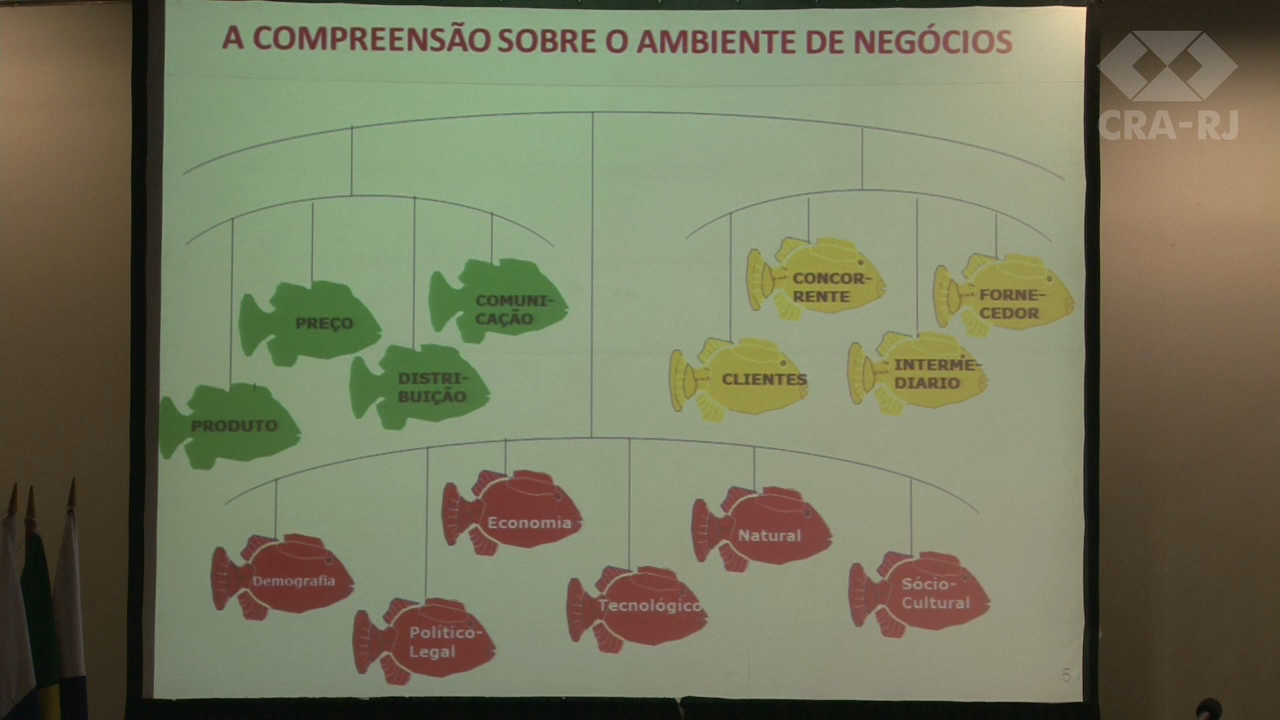 A COMPREENSÃO SOBRE O AMBIENTE DE NEGÓCIOS
CRA-RJ
PREÇO
COMUNI-
CAÇÃO
DISTRI-
BUIÇÃO
PRODUTO
CONCOR-
RENTE
FORNE-
CEDOR
CLIENTES
INTERMÉ-
DIARIO
Economia
Natural
Demografia
Tecnológico
Sócio-
Cultural
Político-
Legal
5